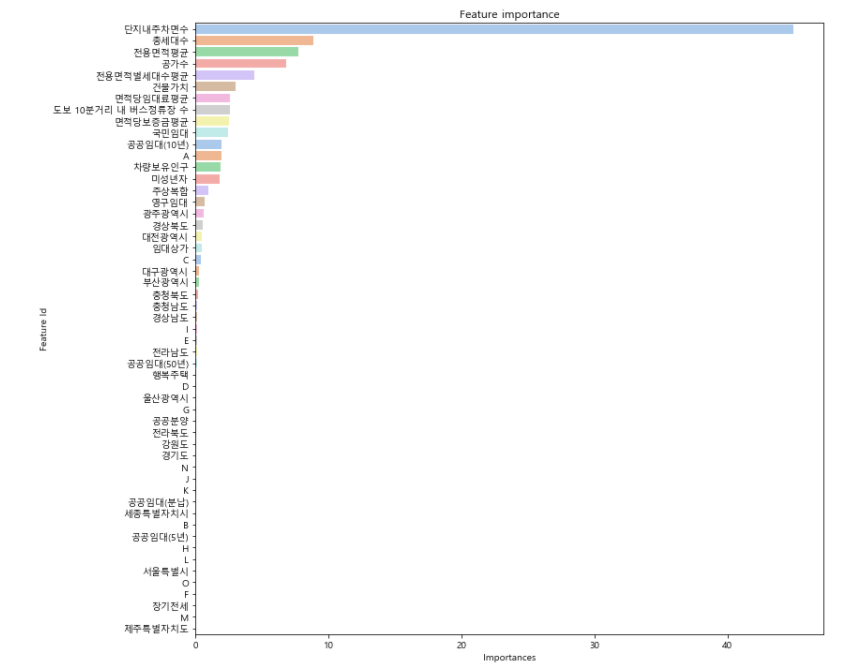 Feature importance
단지내주차면수
총세대수
전용면적평균
공가수
전용면적별세대수평균
건물가치
면적당임대료평균
도보 10분거리 내 버스정류장 수
면적당보증금평균
국민임대
공공임대(10년)
A
차량보유인구
미성년자
주상복합
영구임대
광주광역시
경상북도
대전광역시
임대상가
C
대구광역시
부산광역시
충청북도
충청남도
경상남도
I
E
전라남도
공공임대(50년)
행복주택
D
울산광역시
G
공공분양
전라북도
강원도
경기도
N
J
K
공공임대(분납)
세종특별자치시
B
공공임대(5년)
H
L
서울특별시
O
F
장기전세
M
제주특별자치도
Feature Id
0 10 20 30 40
Importances